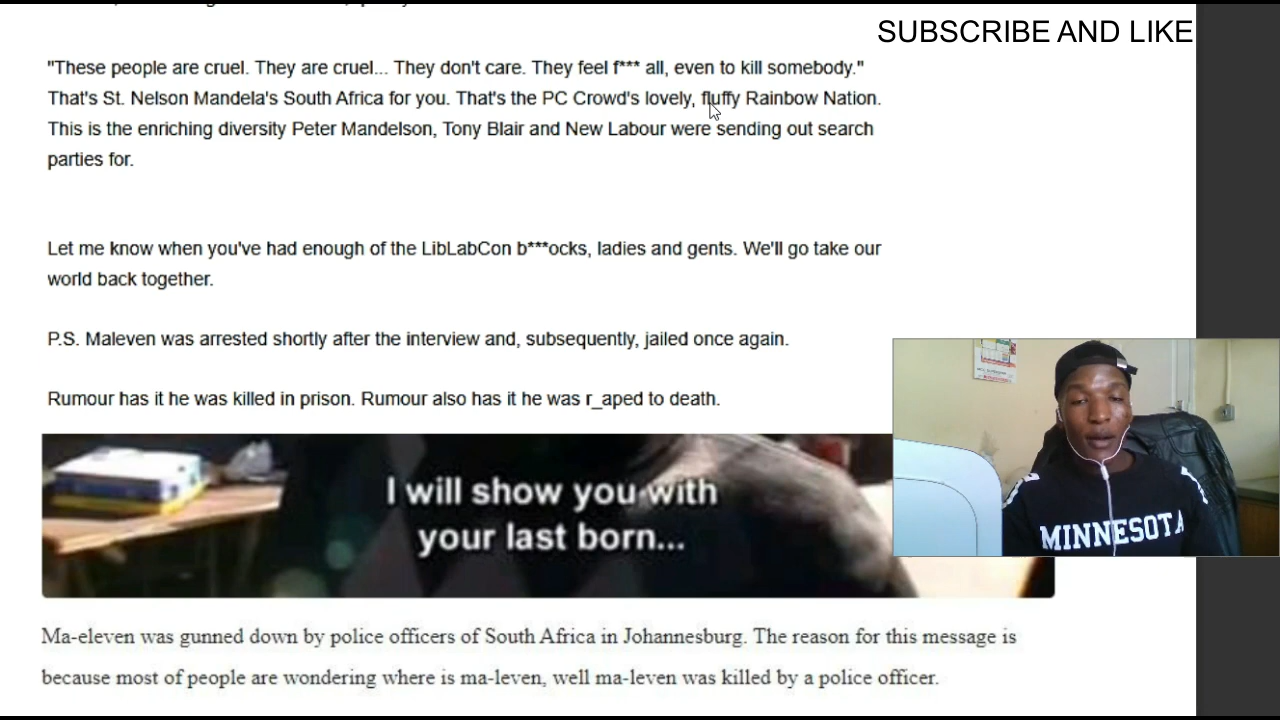 SUBSCRIBE AND LIKE
"These people are cruel. They are cruel... They don't care. They feel f*** all, even to kill somebody."
That's St. Nelson Mandela's South Africa for you. That's the PC Crowd's lovely, fluffy Rainbow Nation.
This is the enriching diversity Peter Mandelson, Tony Blair and New Labour were sending out search
parties for.
Let me know when you've had enough of the LibLabCon b***ocks, ladies and gents. We'll go take our
world back together.
P.S. Maleven was arrested shortly after the interview and, subsequently, jailed once again.
Rumour has it he was killed in prison. Rumour also has it he was r_aped to death.
I will show you with
your last born...
MINNESOTA
Ma-eleven was gunned down by police officers of South Africa in Johannesburg. The reason for this message is
because most of people are wondering where is ma-leven, well ma-leven was killed by a police officer.